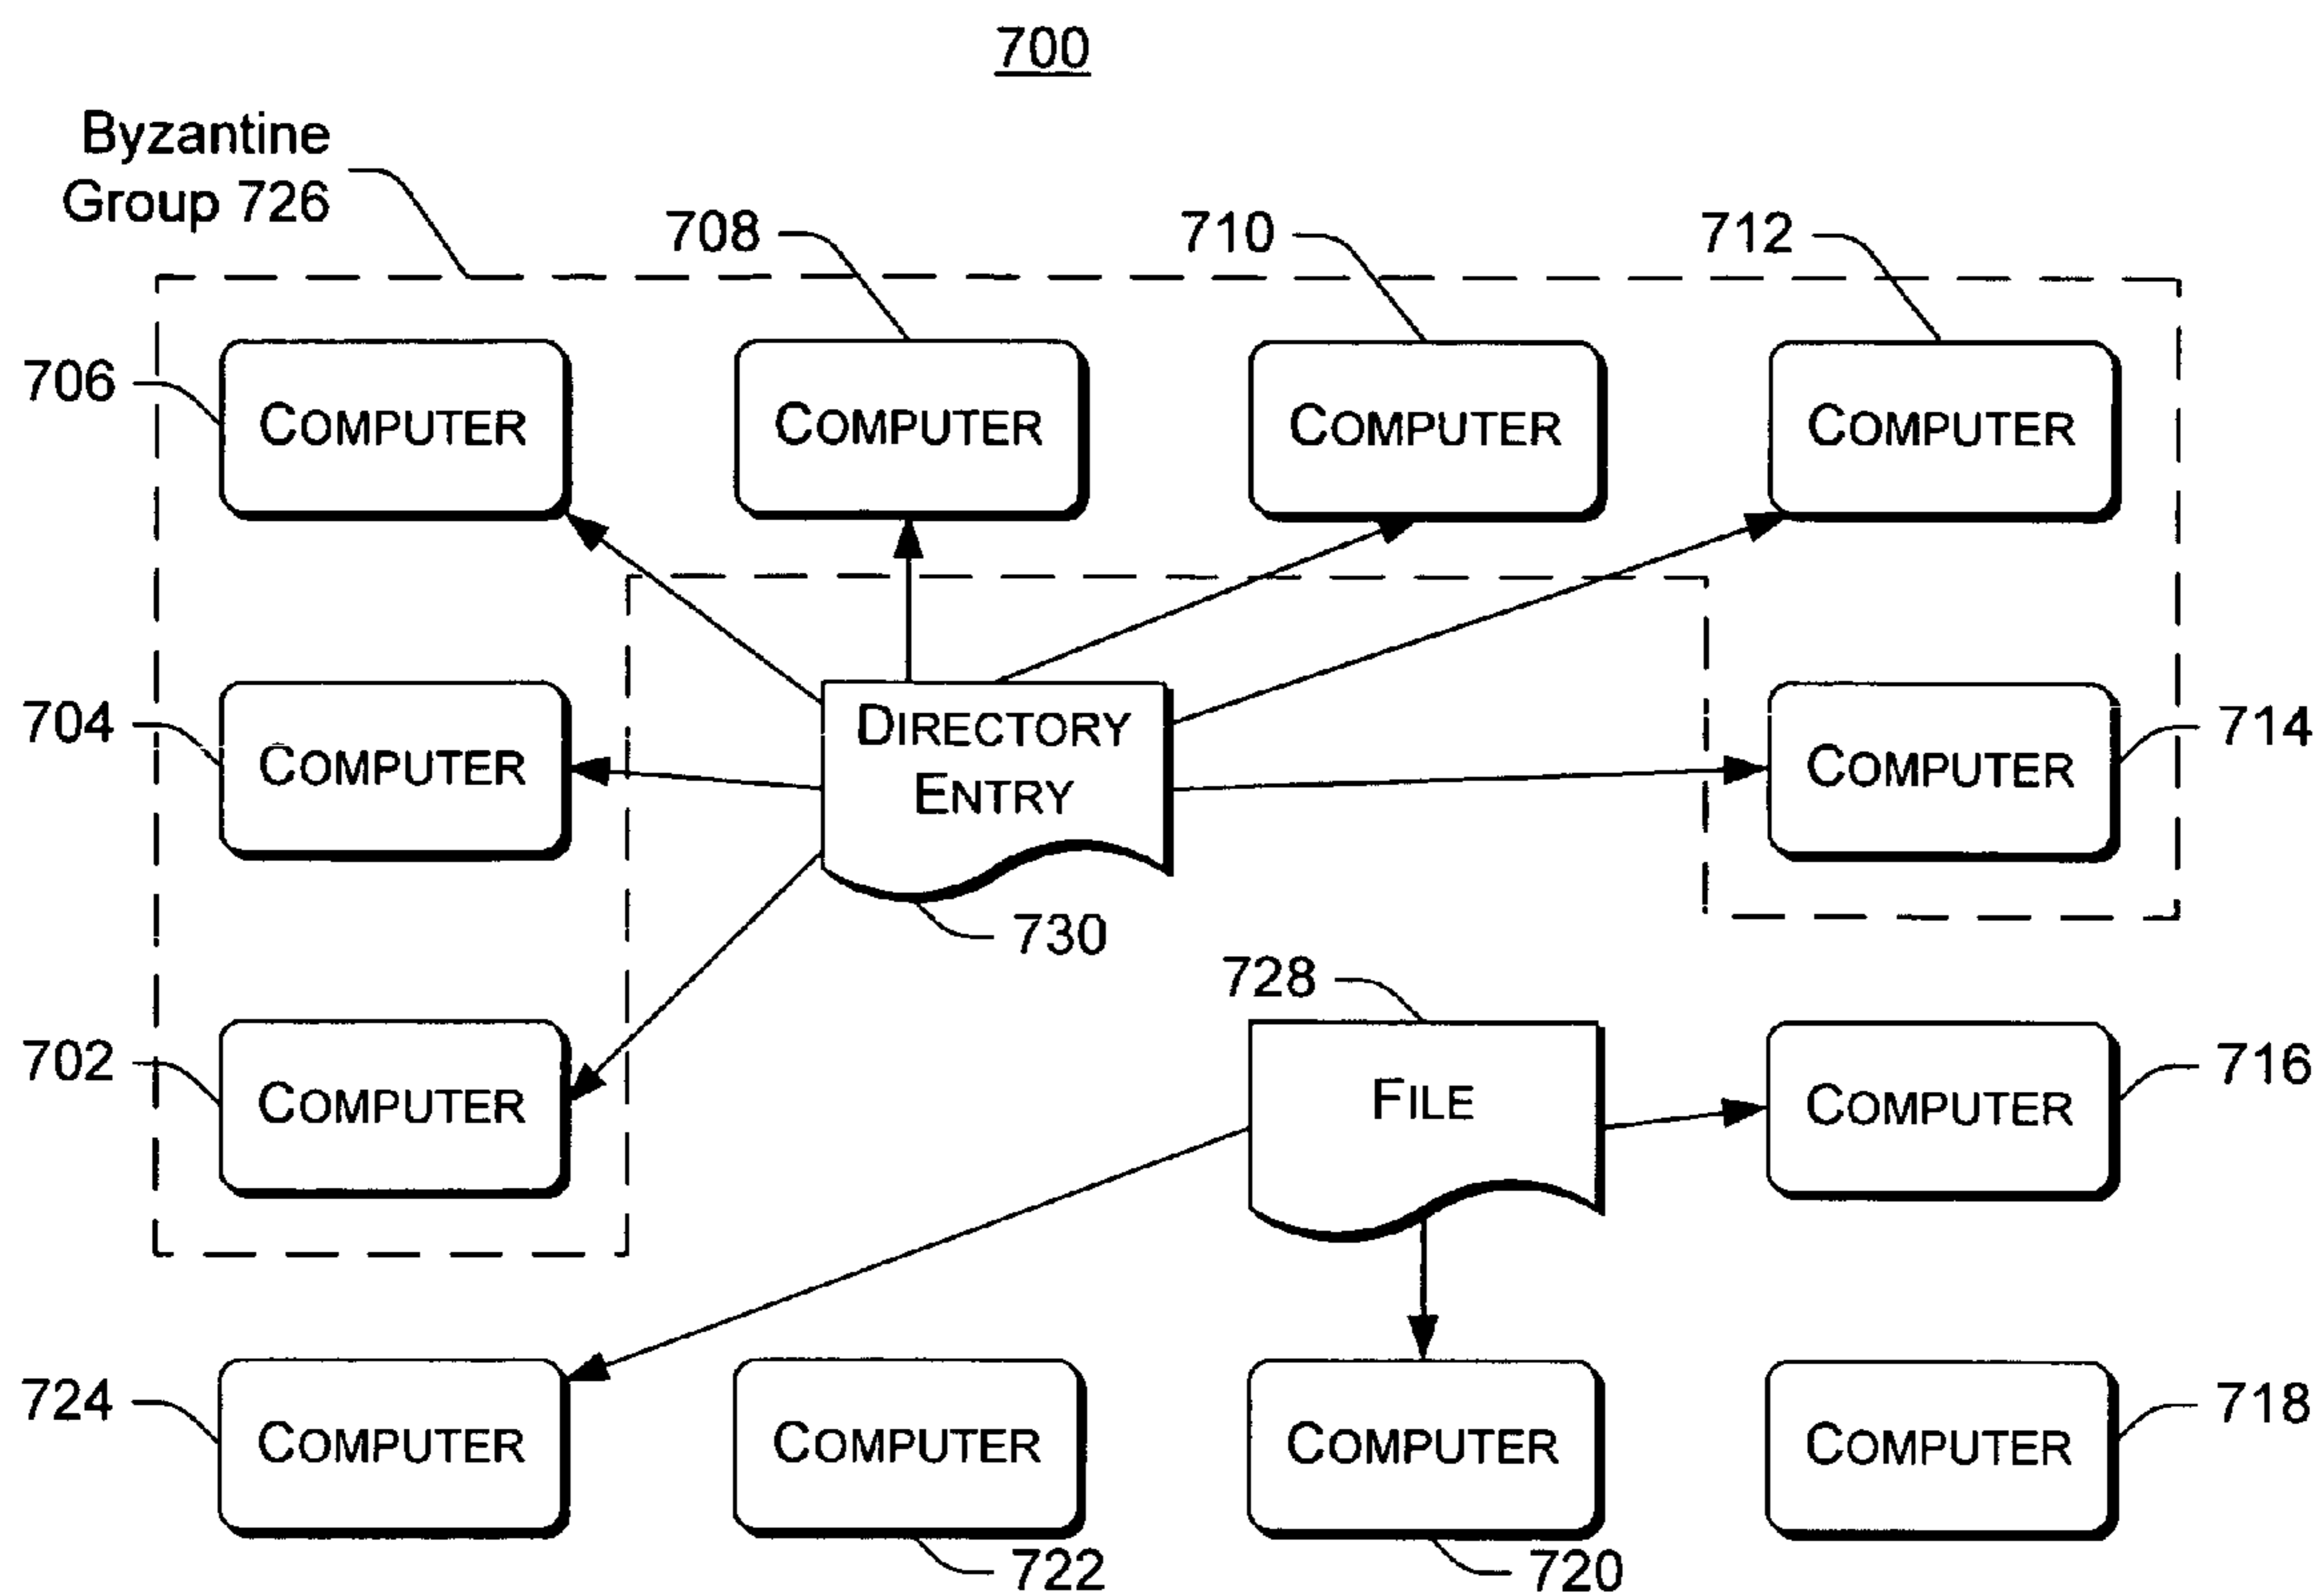 700
Byzantine
Group 726
708
710
712
706
COMPUTER
COMPUTER
COMPUTER
COMPUTER
704
COMPUTER
DIRECTORY
ENTRY
COMPUTER
714
730
728
702
COMPUTER
FILE
COMPUTER
716
724
COMPUTER
COMPUTER
COMPUTER
COMPUTER
718
722
720